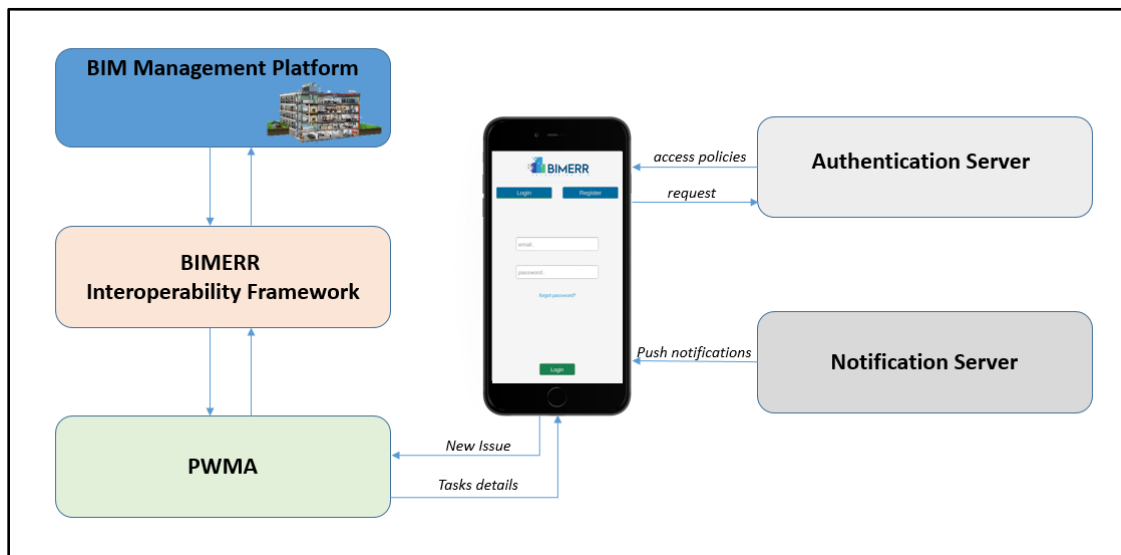 BIM Management Platform
BIMERR
Interoperability Framework
PWMA
BIMERR
Login
Register
email.
password.
forgot password?
Login
access policies
request
Authentication Server
Push notifications
Notification Server
New Issue
Tasks details